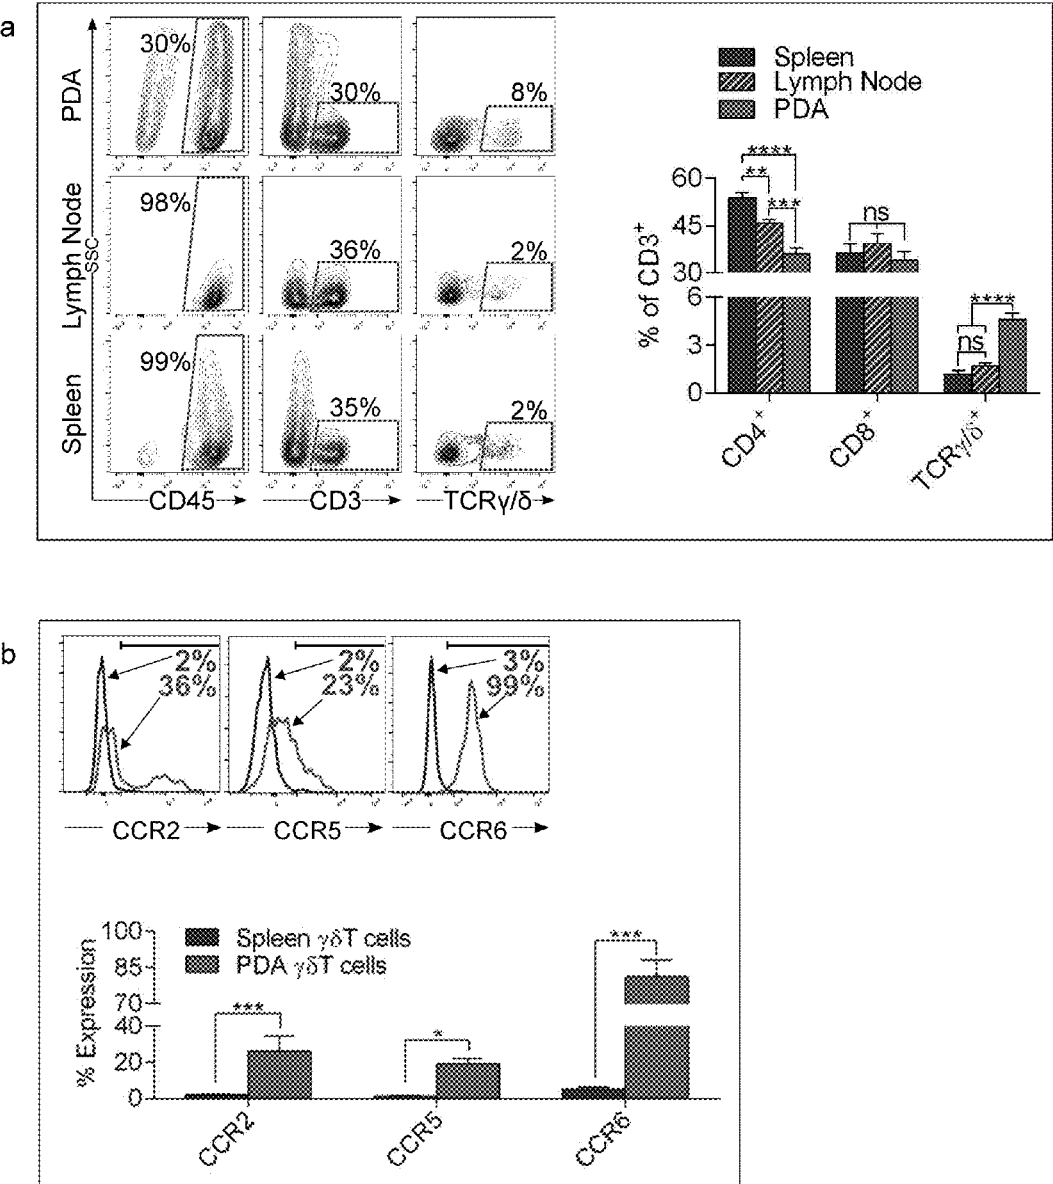 a
PDA
30%
30%
8%
Lymph Node
SSC
98%
36%
2%
Spleen
99%
35%
2%
CD45
CD3
TCRγ/δ
Spleen
Lymph Node
PDA
% of CD3+
60
45
30
6
3
0
****
**
***
ns
****
ns
CD4+
CD8+
TCRγ/δ+
b
2%
36%
2%
23%
3%
99%
CCR2
CCR5
CCR6
Spleen γδT cells
PDA γδT cells
% Expression
100
85
70
40
20
0
***
*
***
CCR2
CCR5
CCR6